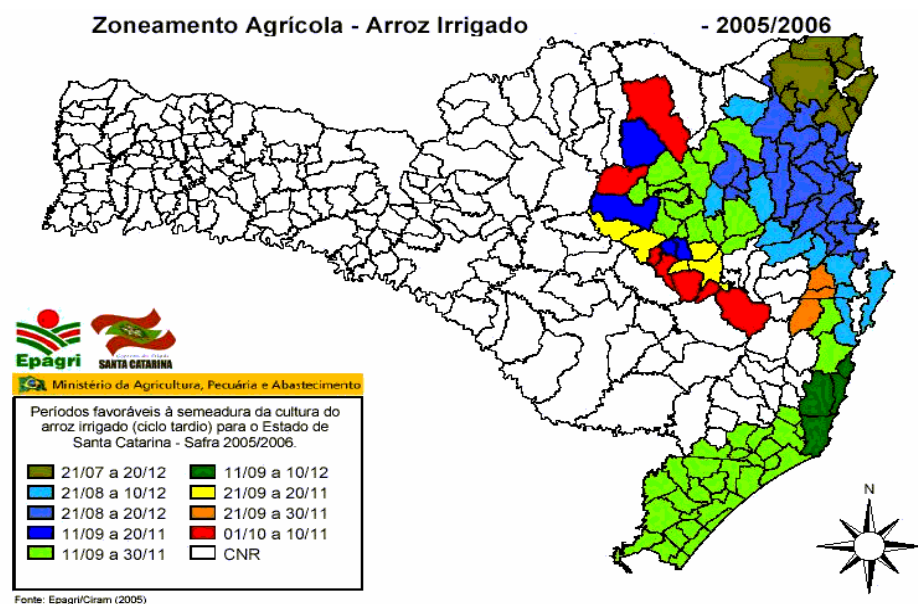 Zoneamento Agrícola - Arroz Irrigado - 2005/2006
N
Epagri
SANTA CATARINA
Ministério da Agricultura, Pecuária e Abastecimento
Períodos favoráveis à semeadura da cultura do
arroz irrigado (ciclo tardio) para o Estado de
Santa Catarina - Safra 2005/2006.
21/07 a 20/12
21/08 a 10/12
21/08 a 20/12
11/09 a 20/11
11/09 a 30/11
11/09 a 10/12
21/09 a 20/11
21/09 a 30/11
01/10 a 10/11
CNR
Fonte: Epagri/Ciram (2005)